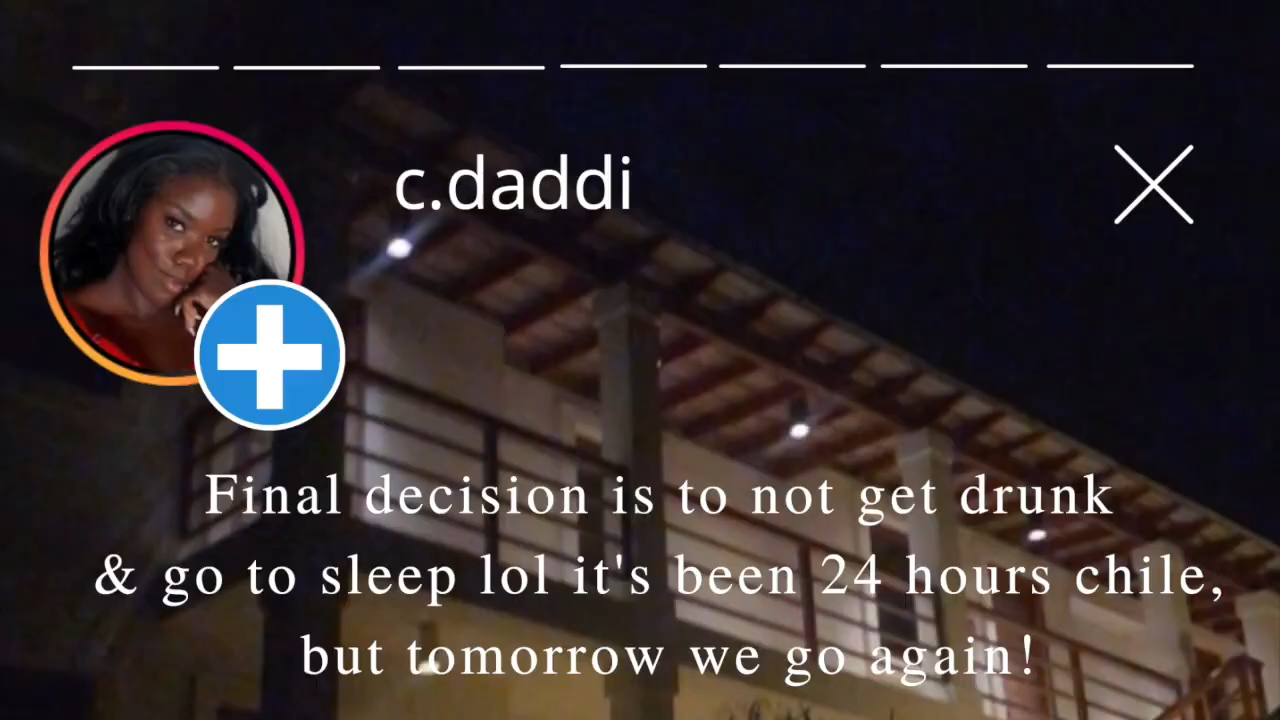 c.daddi
Final decision is to not get drunk
& go to sleep lol it's been 24 hours chile,
but tomorrow we go again!